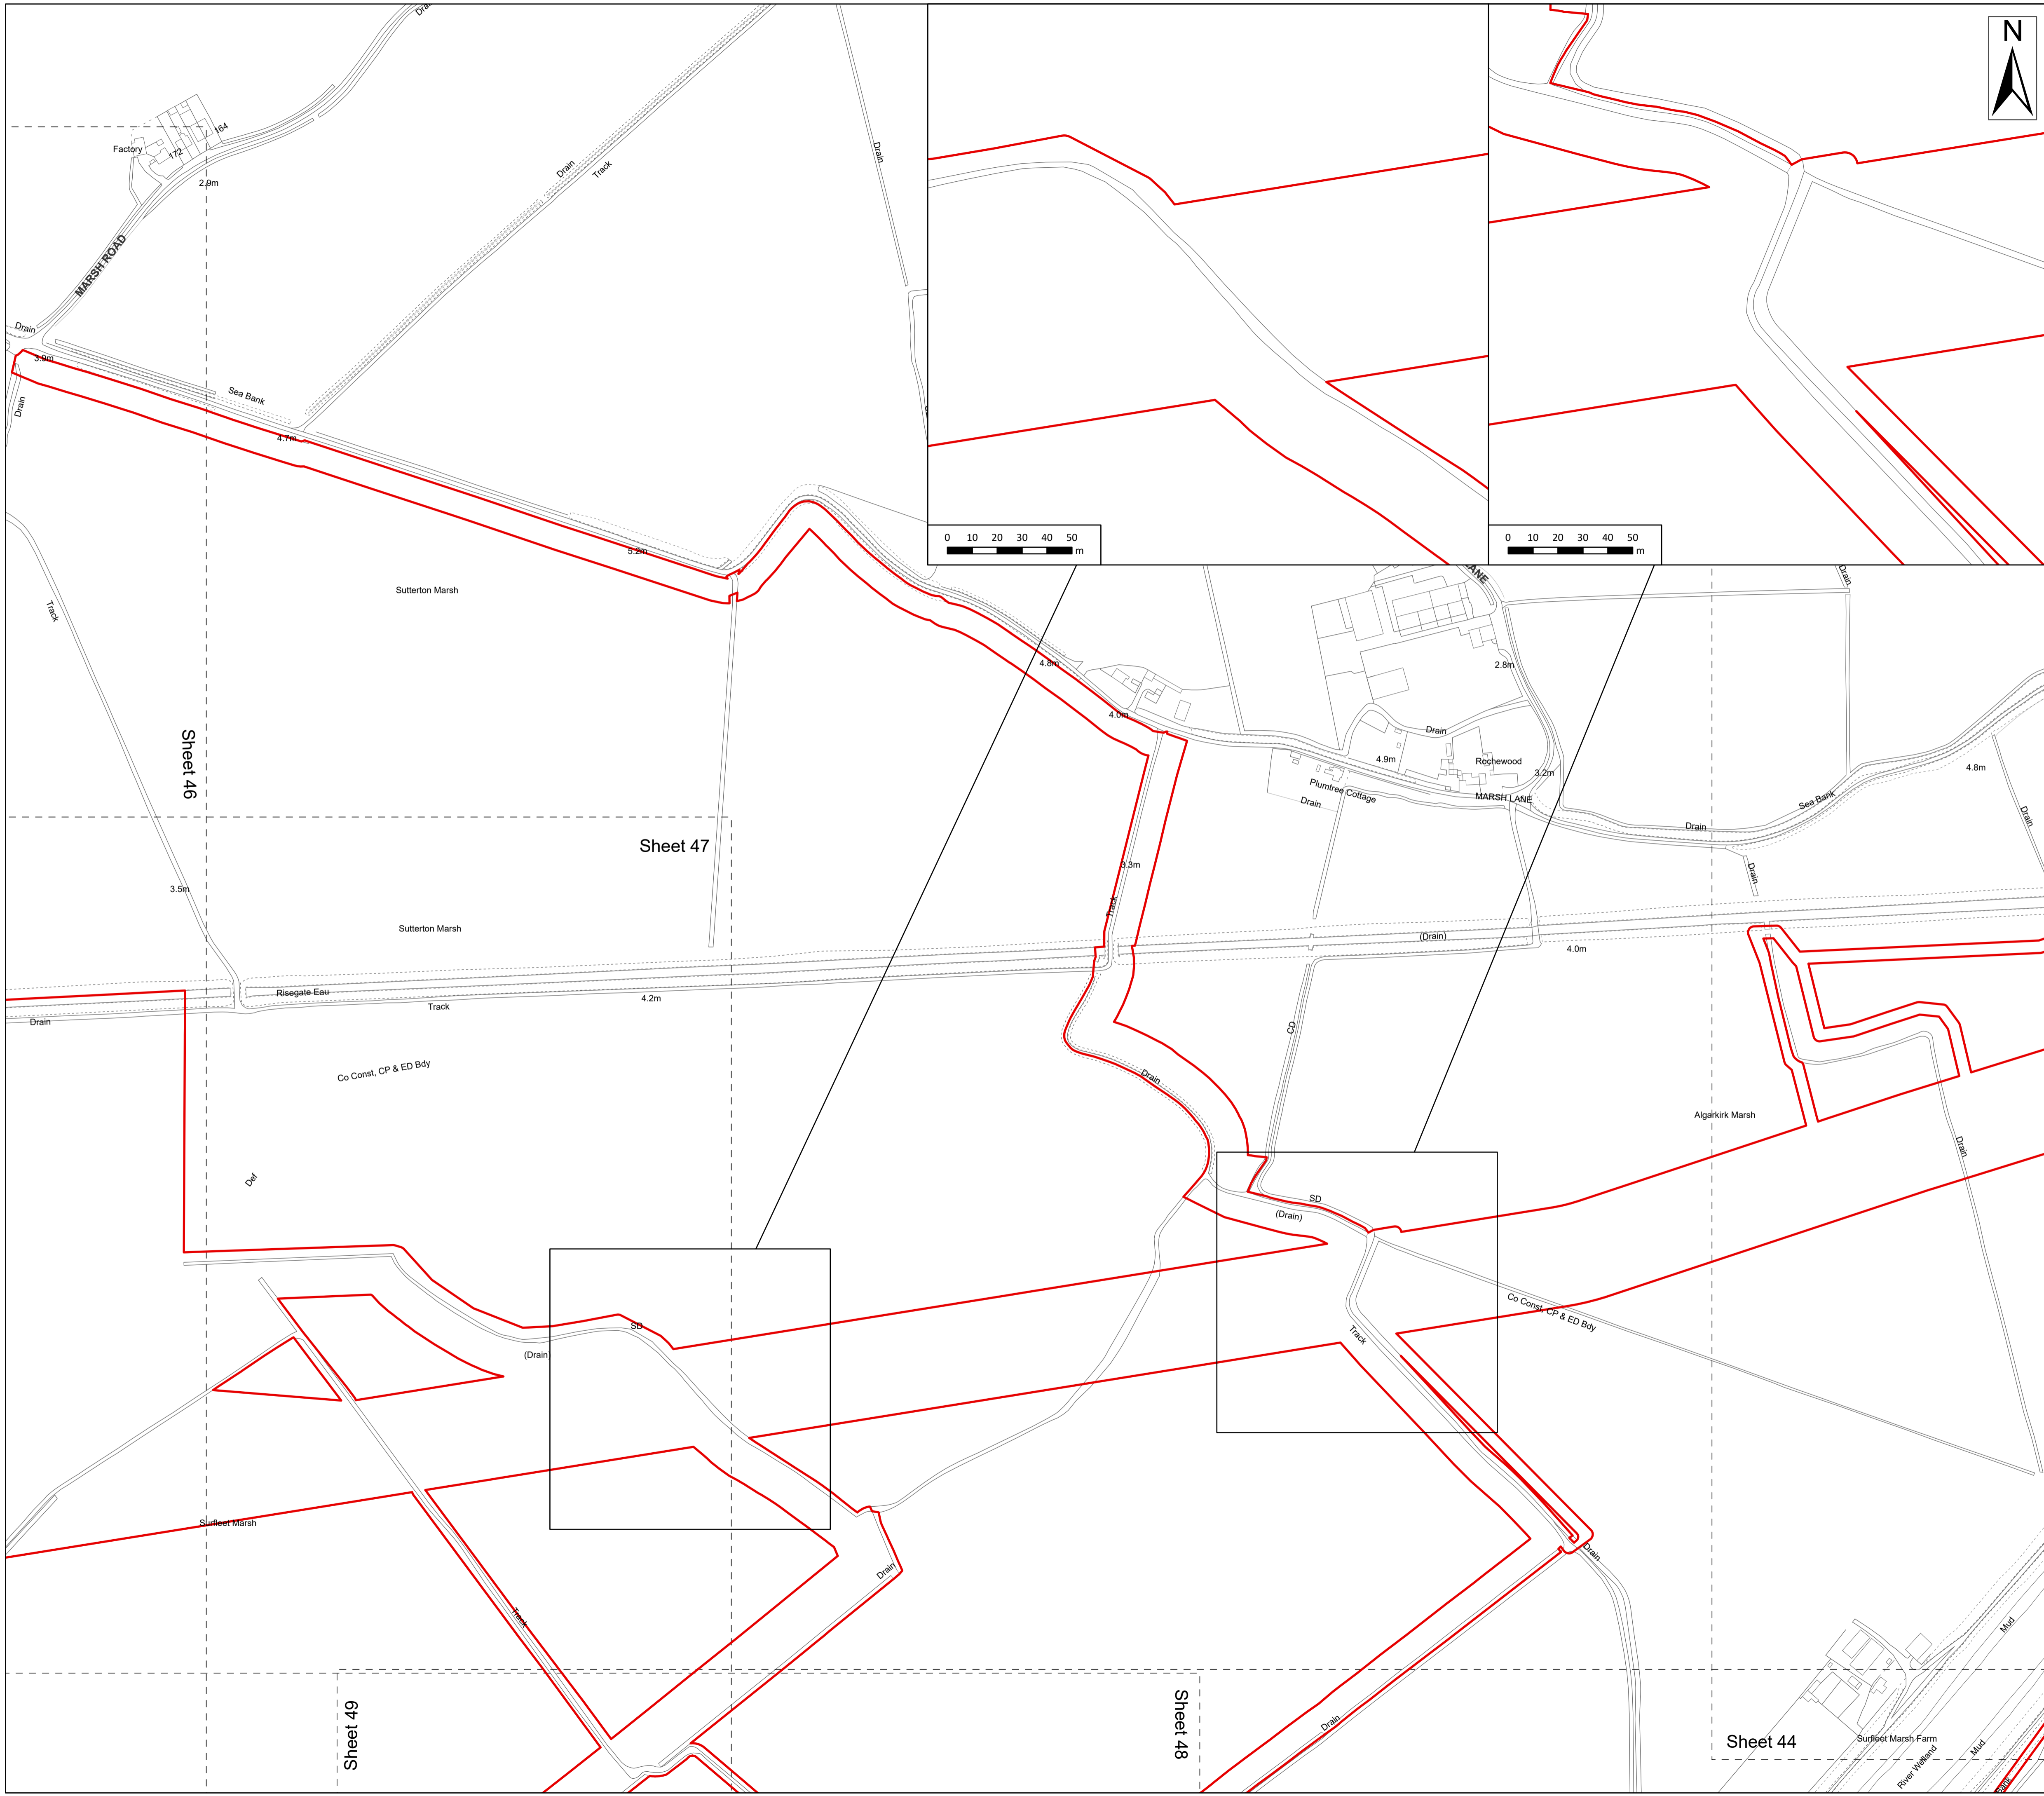 Drain
N
164
Factory
172
2.9m
Drain
Track
Drain
MARSH ROAD
Drain
3.9m
Drain
Sea Bank
4.7m
5.2m
Sutterton Marsh
Track
0 10 20 30 40 50 m
0 10 20 30 40 50 m
LANE
Drain
2.8m
4.8m
4.0m
Drain
4.9m
Rochewood
3.2m
Plumtree Cottage
Drain
MARSH LANE
Drain
Sea Bank
4.8m
Drain
Drain
Sheet 46
Sheet 47
3.3m
Track
3.5m
Sutterton Marsh
(Drain)
4.0m
Risegate Eau
Track
4.2m
Drain
CD
Co Const, CP & ED Bdy
Drain
Algarkirk Marsh
Drain
Def
SD
(Drain)
SD
(Drain)
Track
Co Const, CP & ED Bdy
Surfleet Marsh
Drain
Drain
Track
Mud
Sheet 49
Sheet 48
Drain
Sheet 44
Surfleet Marsh Farm
River Welland
Mud
Bank